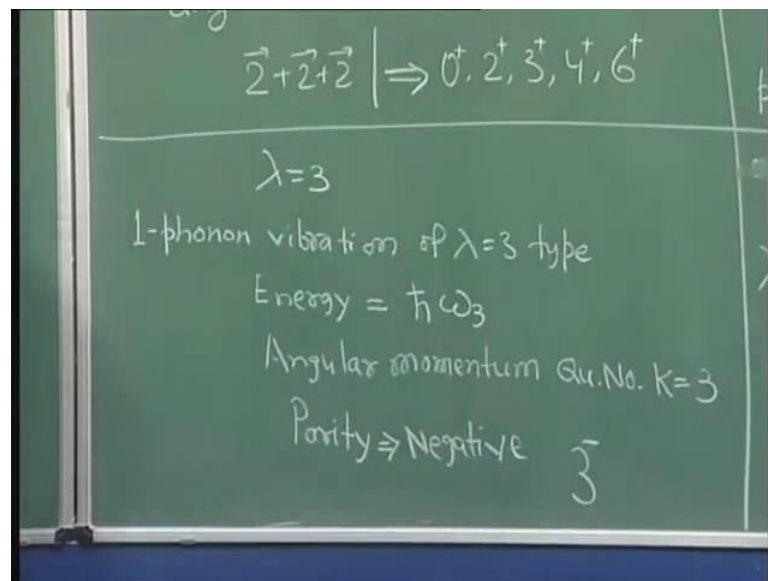 2⃗+2⃗+2⃗ | ⇒ 0⁺, 2⁺, 3⁺, 4⁺, 6⁺
λ=3
1-phonon vibration of λ=3 type
Energy = ħω₃
Angular momentum Qu.No. K=3
Parity ⇒ Negative 3⁻